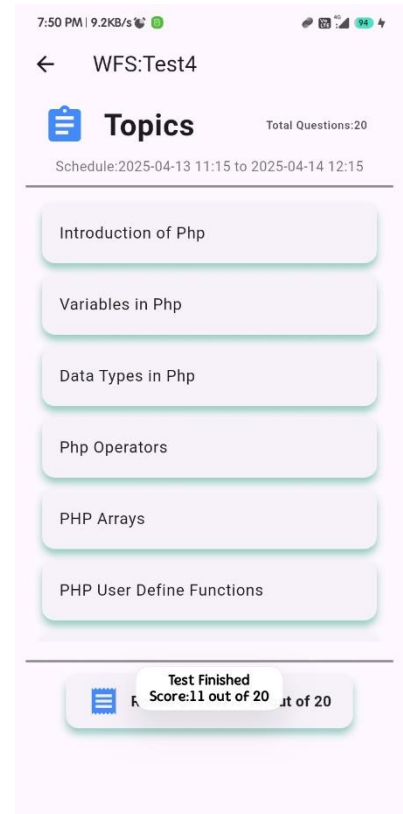 7:50 PM | 9.2KB/s
4G
94
WFS:Test4
Topics
Total Questions:20
Schedule:2025-04-13 11:15 to 2025-04-14 12:15
Introduction of Php
Variables in Php
Data Types in Php
Php Operators
PHP Arrays
PHP User Define Functions
Test Finished
Score:11 out of 20
of 20